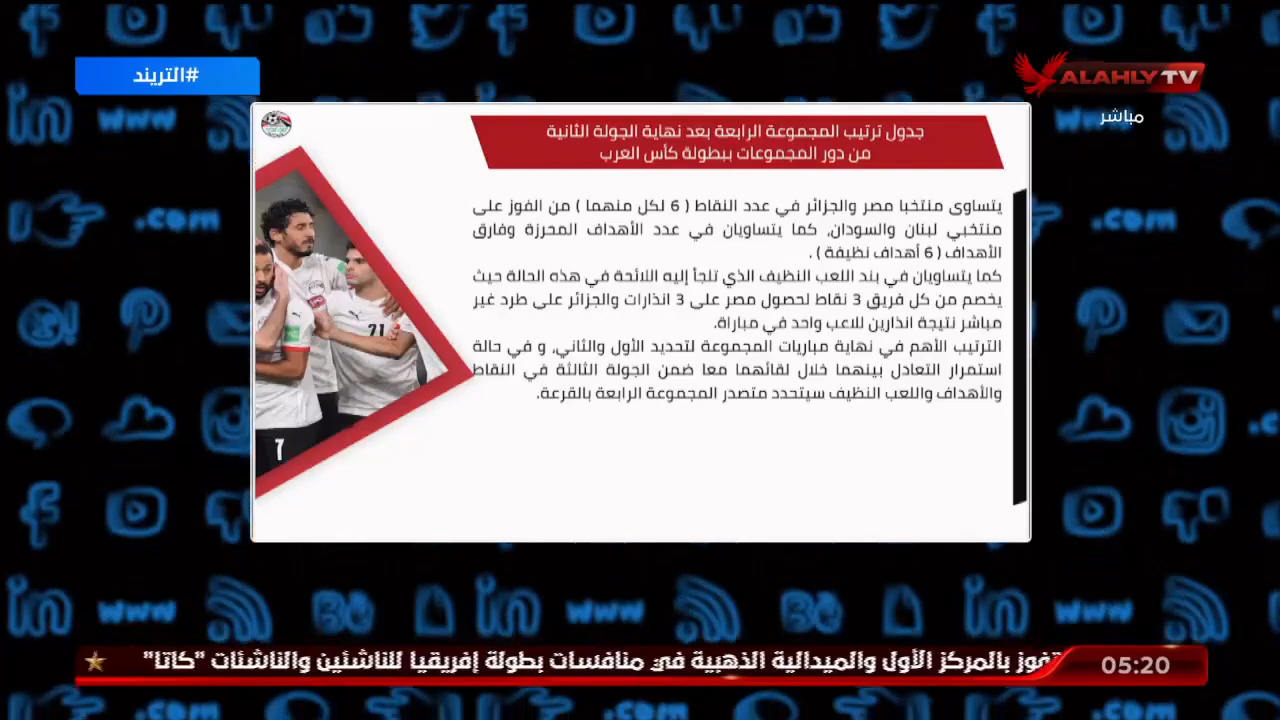 #التريند
ALAHLY TV
مباشر
جدول ترتيب المجموعة الرابعة بعد نهاية الجولة الثانية
من دور المجموعات ببطولة كأس العرب
يتساوى منتخبا مصر والجزائر في عدد النقاط ( 6 لكل منهما ) من الفوز على
منتخبي لبنان والسودان، كما يتساويان في عدد الأهداف المحرزة وفارق
الأهداف ( 6 أهداف نظيفة ) .
كما يتساويان في بند اللعب النظيف الذي تلجأ إليه اللائحة في هذه الحالة حيث
يخصم من كل فريق 3 نقاط لحصول مصر على 3 انذارات والجزائر على طرد غير
مباشر نتيجة انذارين للاعب واحد في مباراة.
الترتيب الأهم في نهاية مباريات المجموعة لتحديد الأول والثاني، و في حالة
استمرار التعادل بينهما خلال لقائهما معا ضمن الجولة الثالثة في النقاط
والأهداف واللعب النظيف سيتحدد متصدر المجموعة الرابعة بالقرعة.
21
7
تفوز بالمركز الأول والميدالية الذهبية في منافسات بطولة إفريقيا للناشئين والناشئات "كاتا"
05:20